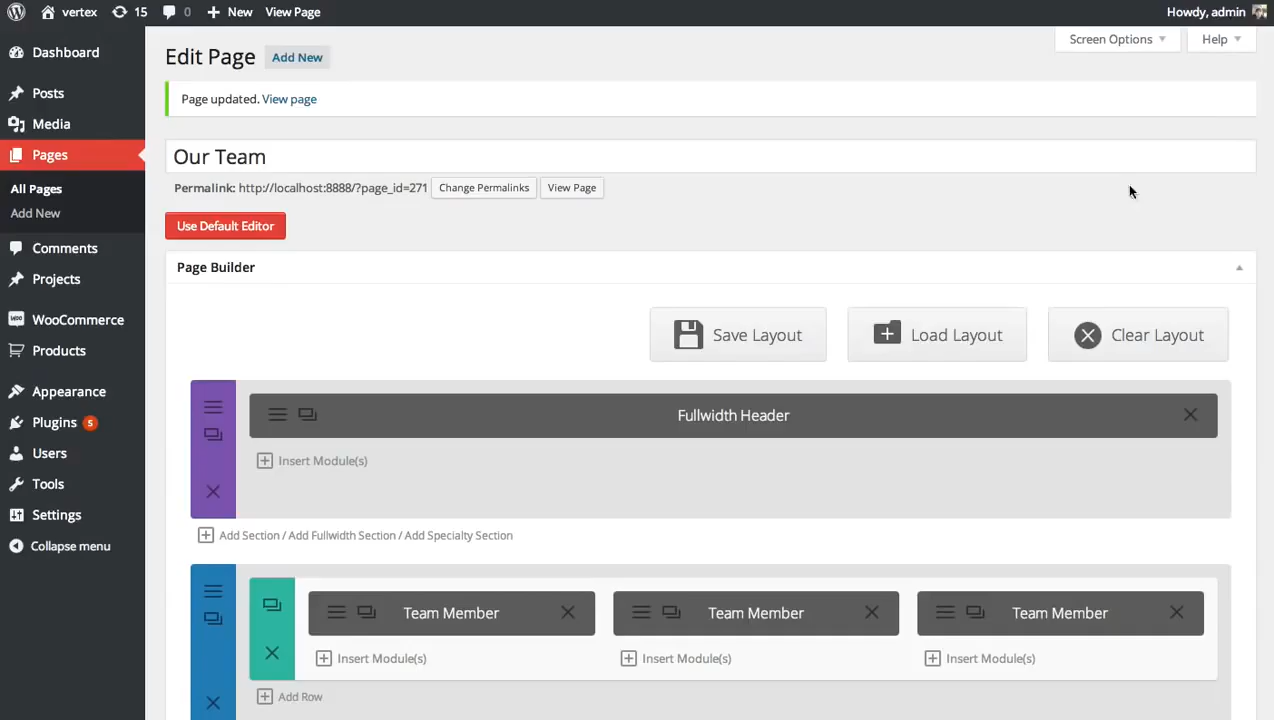 vertex 15 0 New View Page Howdy, admin
Screen Options Help
Dashboard
Posts
Media
Pages
All Pages
Add New
Comments
Projects
WooCommerce
Products
Appearance
Plugins 5
Users
Tools
Settings
Collapse menu
Edit Page Add New
Page updated. View page
Our Team
Permalink: http://localhost:8888/?page_id=271 Change Permalinks View Page
Use Default Editor
Page Builder
Save Layout Load Layout Clear Layout
Fullwidth Header
Insert Module(s)
Add Section / Add Fullwidth Section / Add Specialty Section
Team Member Team Member Team Member
Insert Module(s) Insert Module(s) Insert Module(s)
Add Row